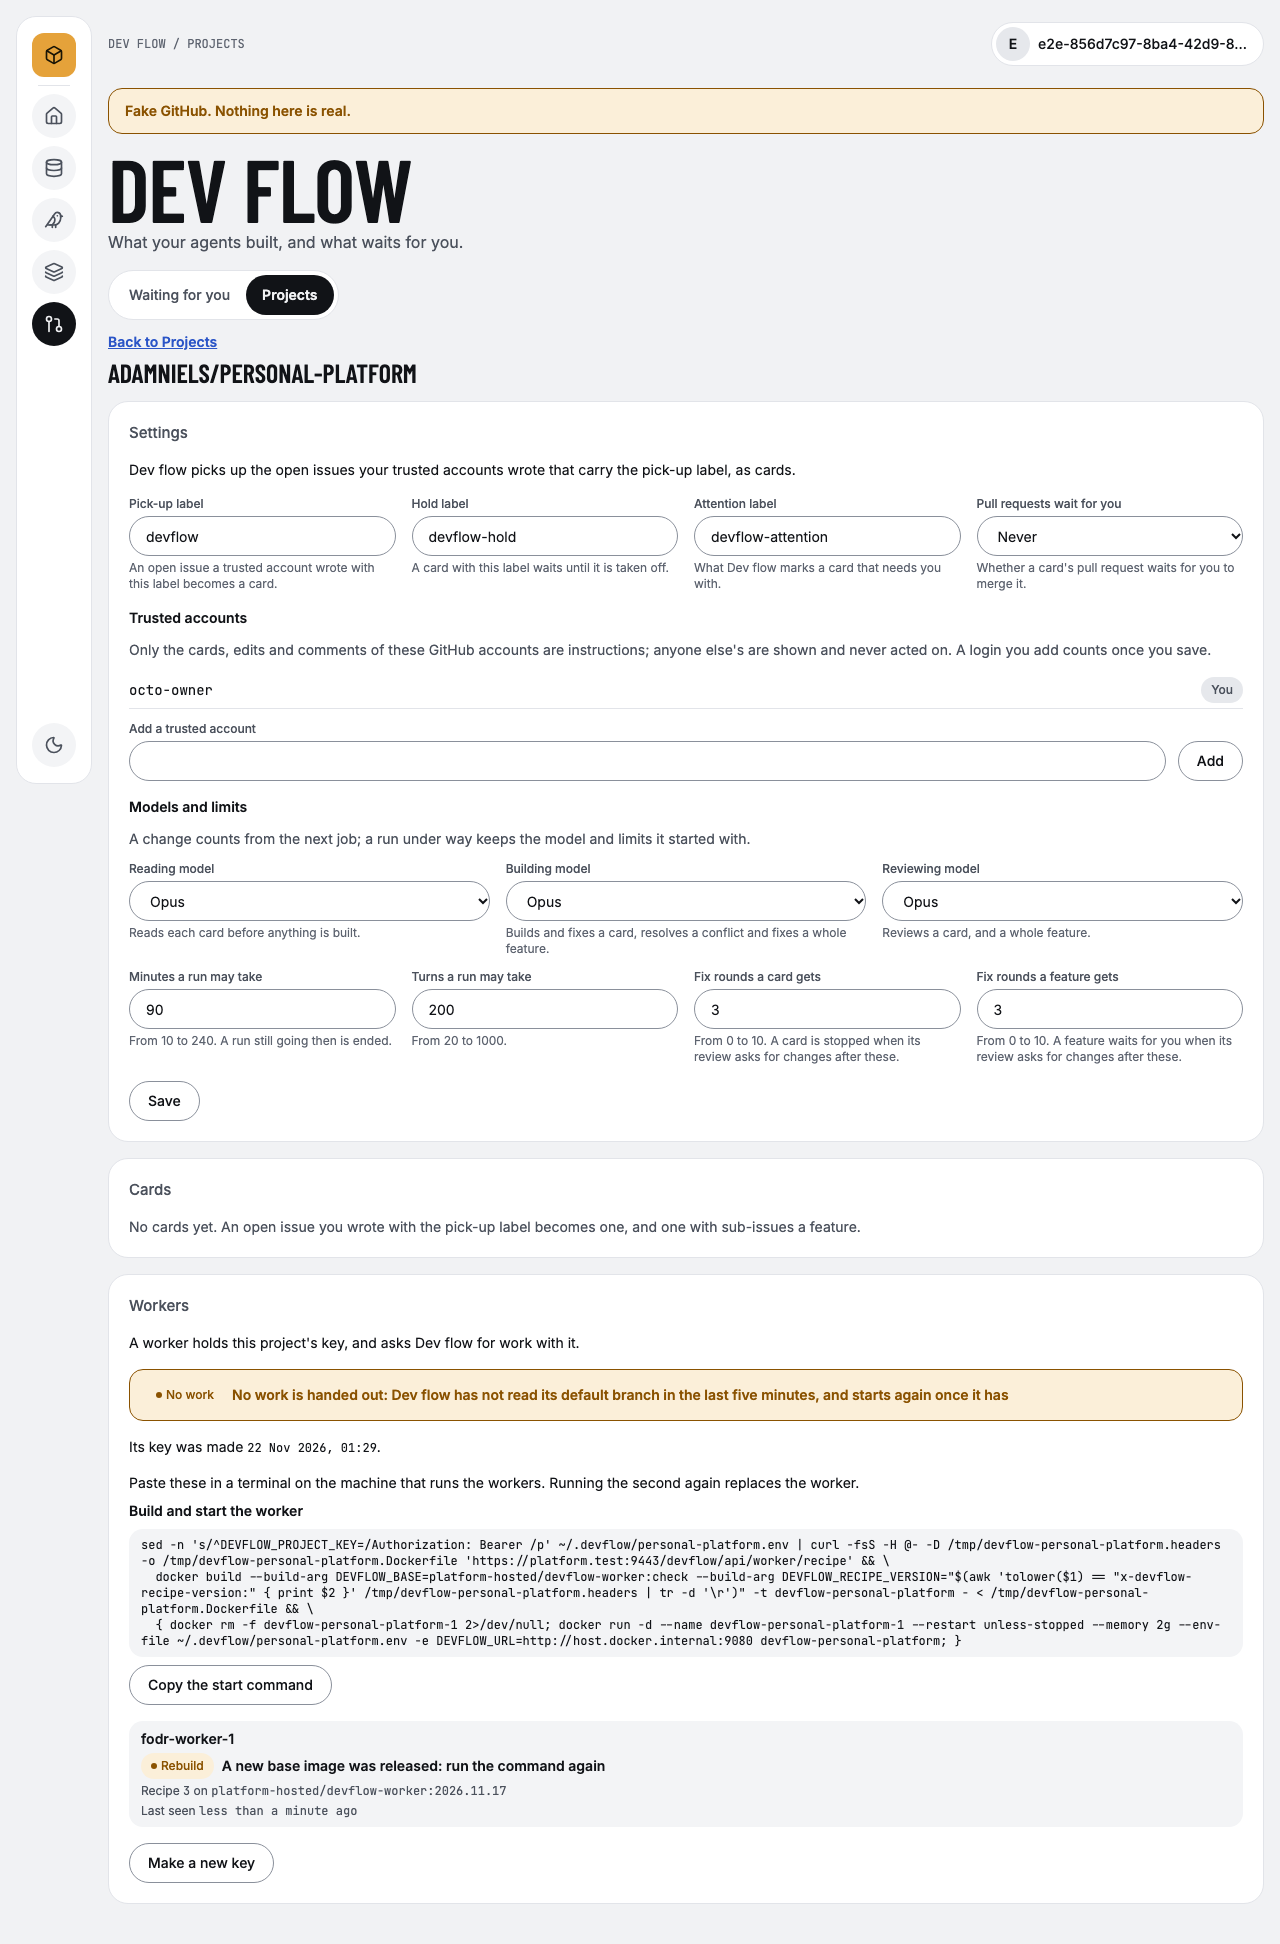 DEV FLOW / PROJECTS
E
e2e-856d7c97-8ba4-42d9-8...
Fake GitHub. Nothing here is real.
DEV FLOW
What your agents built, and what waits for you.
Waiting for you
Projects
Back to Projects
ADAMNIELS/PERSONAL-PLATFORM
Settings
Dev flow picks up the open issues your trusted accounts wrote that carry the pick-up label, as cards.
Pick-up label
devflow
An open issue a trusted account wrote with
this label becomes a card.
Hold label
devflow-hold
A card with this label waits until it is taken off.
Attention label
devflow-attention
What Dev flow marks a card that needs you
with.
Pull requests wait for you
Never
Whether a card's pull request waits for you to
merge it.
Trusted accounts
Only the cards, edits and comments of these GitHub accounts are instructions; anyone else's are shown and never acted on. A login you add counts once you save.
octo-owner
You
Add a trusted account
Add
Models and limits
A change counts from the next job; a run under way keeps the model and limits it started with.
Reading model
Opus
Reads each card before anything is built.
Building model
Opus
Builds and fixes a card, resolves a conflict and fixes a whole
feature.
Reviewing model
Opus
Reviews a card, and a whole feature.
Minutes a run may take
90
From 10 to 240. A run still going then is ended.
Turns a run may take
200
From 20 to 1000.
Fix rounds a card gets
3
From 0 to 10. A card is stopped when its
review asks for changes after these.
Fix rounds a feature gets
3
From 0 to 10. A feature waits for you when its
review asks for changes after these.
Save
Cards
No cards yet. An open issue you wrote with the pick-up label becomes one, and one with sub-issues a feature.
Workers
A worker holds this project's key, and asks Dev flow for work with it.
No work
No work is handed out: Dev flow has not read its default branch in the last five minutes, and starts again once it has
Its key was made 22 Nov 2026, 01:29.
Paste these in a terminal on the machine that runs the workers. Running the second again replaces the worker.
Build and start the worker
sed -n 's/^DEVFLOW_PROJECT_KEY=/Authorization: Bearer /p' ~/.devflow/personal-platform.env | curl -fsS -H @- -D /tmp/devflow-personal-platform.headers
-o /tmp/devflow-personal-platform.Dockerfile 'https://platform.test:9443/devflow/api/worker/recipe' && \
docker build --build-arg DEVFLOW_BASE=platform-hosted/devflow-worker:check --build-arg DEVFLOW_RECIPE_VERSION="$(awk 'tolower($1) == "x-devflow-
recipe-version:" { print $2 }' /tmp/devflow-personal-platform.headers | tr -d '\r')" -t devflow-personal-platform - < /tmp/devflow-personal-
platform.Dockerfile && \
{ docker rm -f devflow-personal-platform-1 2>/dev/null; docker run -d --name devflow-personal-platform-1 --restart unless-stopped --memory 2g --env-
file ~/.devflow/personal-platform.env -e DEVFLOW_URL=http://host.docker.internal:9080 devflow-personal-platform; }
Copy the start command
fodr-worker-1
Rebuild
A new base image was released: run the command again
Recipe 3 on platform-hosted/devflow-worker:2026.11.17
Last seen less than a minute ago
Make a new key